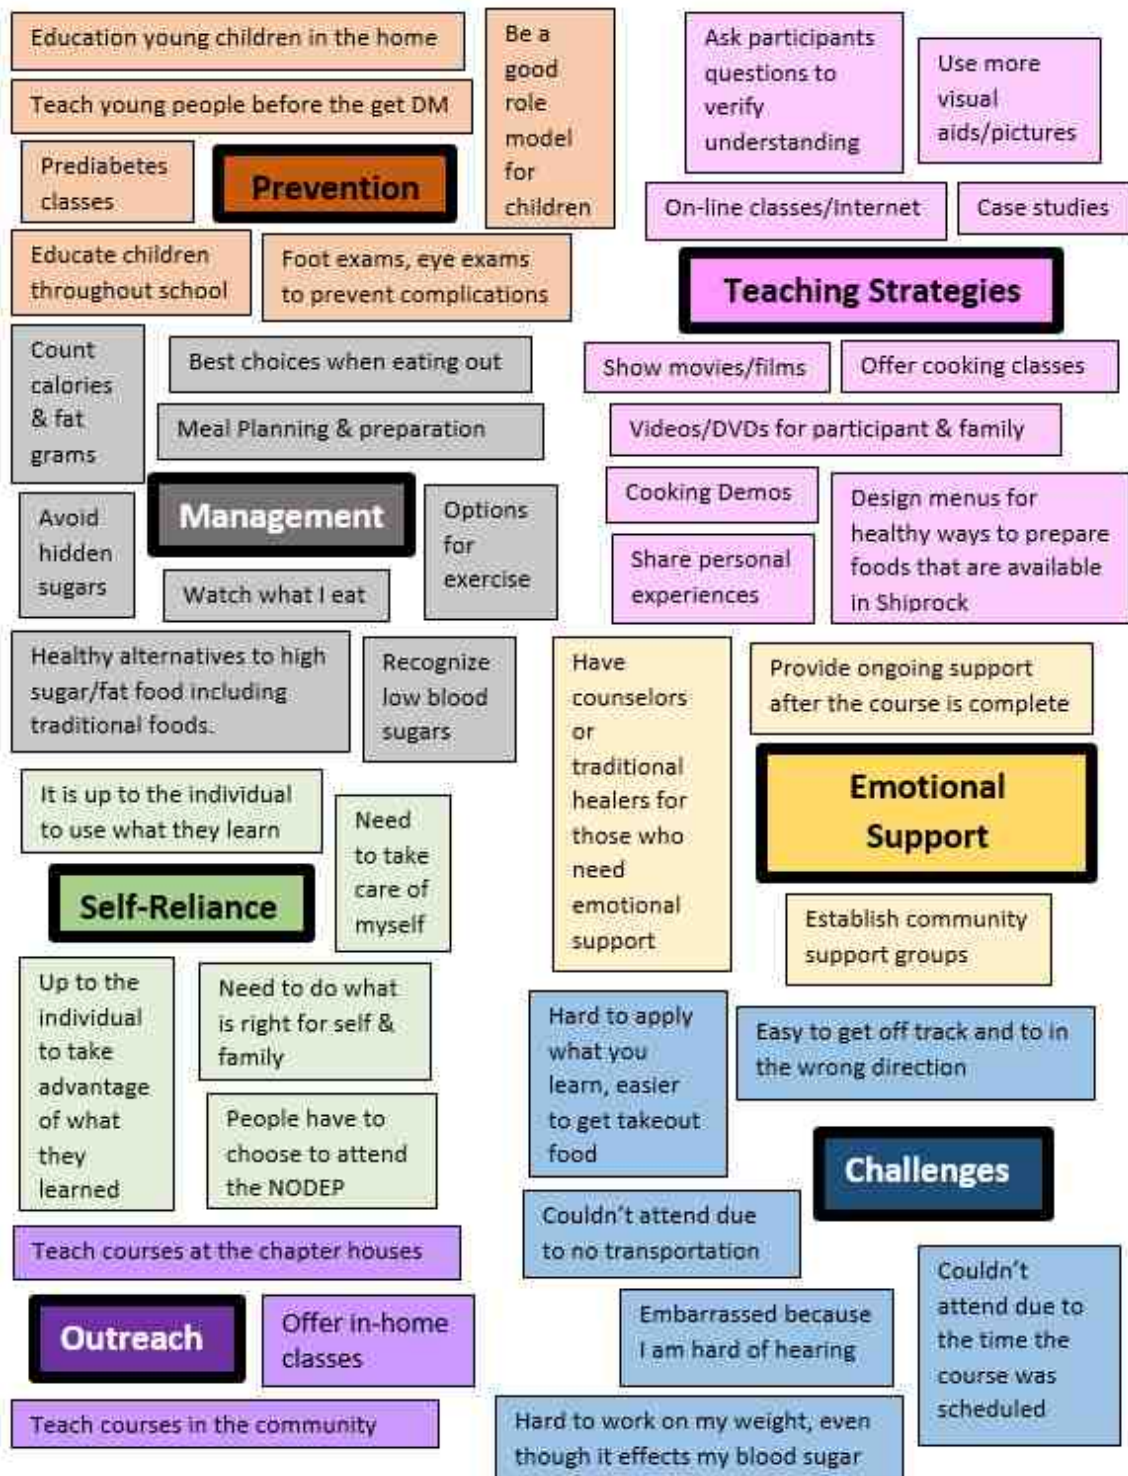 Education young children in the home
Teach young people before the get DM
Be a
good
role
model
for
children
Prediabetes
classes
Prevention
Educate children
throughout school
Foot exams, eye exams
to prevent complications
Ask participants
questions to
verify
understanding
Use more
visual
aids/pictures
On-line classes/Internet
Case studies
Teaching Strategies
Show movies/films
Offer cooking classes
Videos/DVDs for participant & family
Cooking Demos
Share personal
experiences
Design menus for
healthy ways to prepare
foods that are available
in Shiprock
Count
calories
& fat
grams
Best choices when eating out
Meal Planning & preparation
Management
Avoid
hidden
sugars
Watch what I eat
Options
for
exercise
Healthy alternatives to high
sugar/fat food including
traditional foods.
Recognize
low blood
sugars
Have
counselors
or
traditional
healers for
those who
need
emotional
support
Provide ongoing support
after the course is complete
Emotional
Support
Establish community
support groups
It is up to the individual
to use what they learn
Need
to take
care of
myself
Self-Reliance
Up to the
individual
to take
advantage
of what
they
learned
Need to do what
is right for self &
family
People have to
choose to attend
the NODEP
Hard to apply
what you
learn, easier
to get takeout
food
Easy to get off track and to in
the wrong direction
Challenges
Couldn't attend due
to no transportation
Embarrassed because
I am hard of hearing
Couldn't
attend due to
the time the
course was
scheduled
Hard to work on my weight, even
though it effects my blood sugar
Teach courses at the chapter houses
Outreach
Offer in-home
classes
Teach courses in the community